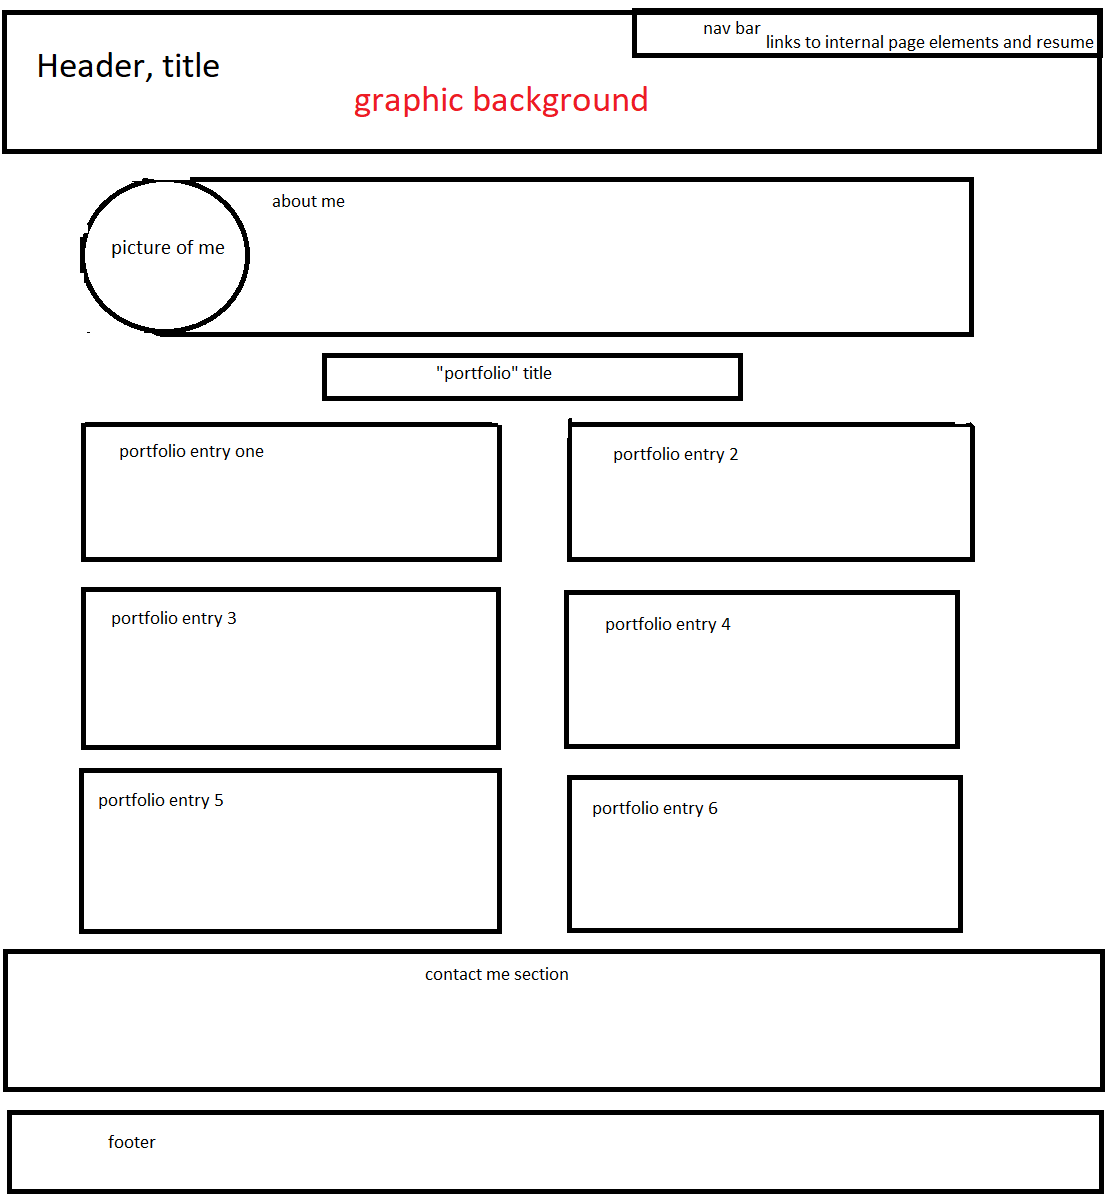 nav bar
links to internal page elements and resume
Header, title
graphic background
about me
picture of me
"portfolio" title
portfolio entry one
portfolio entry 2
portfolio entry 3
portfolio entry 4
portfolio entry 5
portfolio entry 6
contact me section
footer